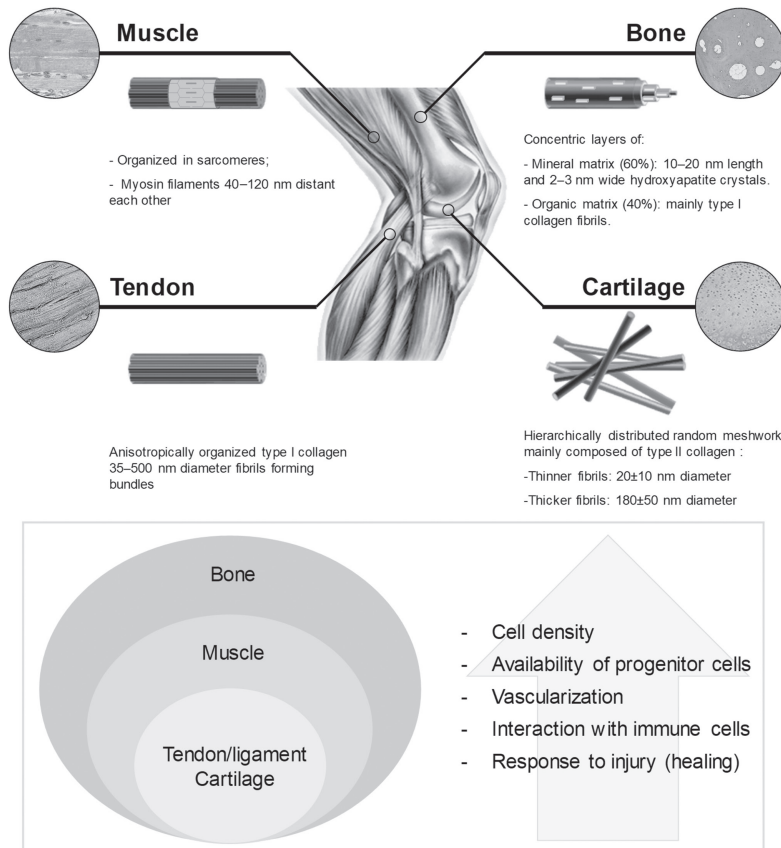 Muscle
- Organized in sarcomeres;
- Myosin filaments 40–120 nm distant
each other
Bone
Concentric layers of:
- Mineral matrix (60%): 10–20 nm length
and 2–3 nm wide hydroxyapatite crystals.
- Organic matrix (40%): mainly type I
collagen fibrils.
Tendon
Anisotropically organized type I collagen
35–500 nm diameter fibrils forming
bundles
Cartilage
Hierarchically distributed random meshwork
mainly composed of type II collagen :
-Thinner fibrils: 20±10 nm diameter
-Thicker fibrils: 180±50 nm diameter
Bone
Muscle
Tendon/ligament
Cartilage
- Cell density
- Availability of progenitor cells
- Vascularization
- Interaction with immune cells
- Response to injury (healing)